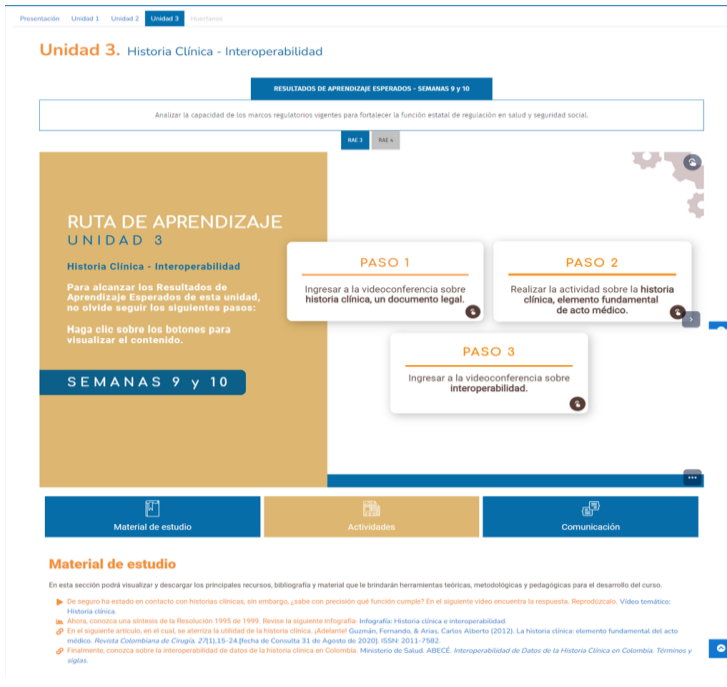 Presentación Unidad 1 Unidad 2 Unidad 3 Huerfanos
Unidad 3. Historia Clínica - Interoperabilidad
RESULTADOS DE APRENDIZAJE ESPERADOS - SEMANAS 9 y 10
Analizar la capacidad de los marcos regulatorios vigentes para fortalecer la función estatal de regulación en salud y seguridad social.
RAE 3 RAE 4
RUTA DE APRENDIZAJE
UNIDAD 3
Historia Clínica - Interoperabilidad
Para alcanzar los Resultados de
Aprendizaje Esperados de esta unidad,
no olvide seguir los siguientes pasos:
Haga clic sobre los botones para
visualizar el contenido.
SEMANAS 9 y 10
PASO 1
Ingresar a la videoconferencia sobre
historia clínica, un documento legal.
PASO 2
Realizar la actividad sobre la historia
clínica, elemento fundamental
de acto médico.
PASO 3
Ingresar a la videoconferencia sobre
interoperabilidad.
Material de estudio
Actividades
Comunicación
Material de estudio
En esta sección podrá visualizar y descargar los principales recursos, bibliografía y material que le brindarán herramientas teóricas, metodológicas y pedagógicas para el desarrollo del curso.
De seguro ha estado en contacto con historias clínicas, sin embargo, ¿sabe con precisión qué función cumple? En el siguiente video encuentra la respuesta. Reprodúzcalo. Vídeo temático:
Historia clínica.
Ahora, conozca una síntesis de la Resolución 1995 de 1999. Revise la siguiente infografía· Infografía: Historia clínica e interoperabilidad.
En el siguiente artículo, en el cual, se aterriza la utilidad de la historia clínica. ¡Adelante! Guzmán, Fernando, & Arias, Carlos Alberto (2012). La historia clínica: elemento fundamental del acto
médico. Revista Colombiana de Cirugía, 27(1),15-24.[fecha de Consulta 31 de Agosto de 2020]. ISSN: 2011-7582.
Finalmente, conozca sobre la interoperabilidad de datos de la historia clínica en Colombia. Ministerio de Salud. ABECÉ. Interoperabilidad de Datos de la Historia Clínica en Colombia. Términos y
siglas.